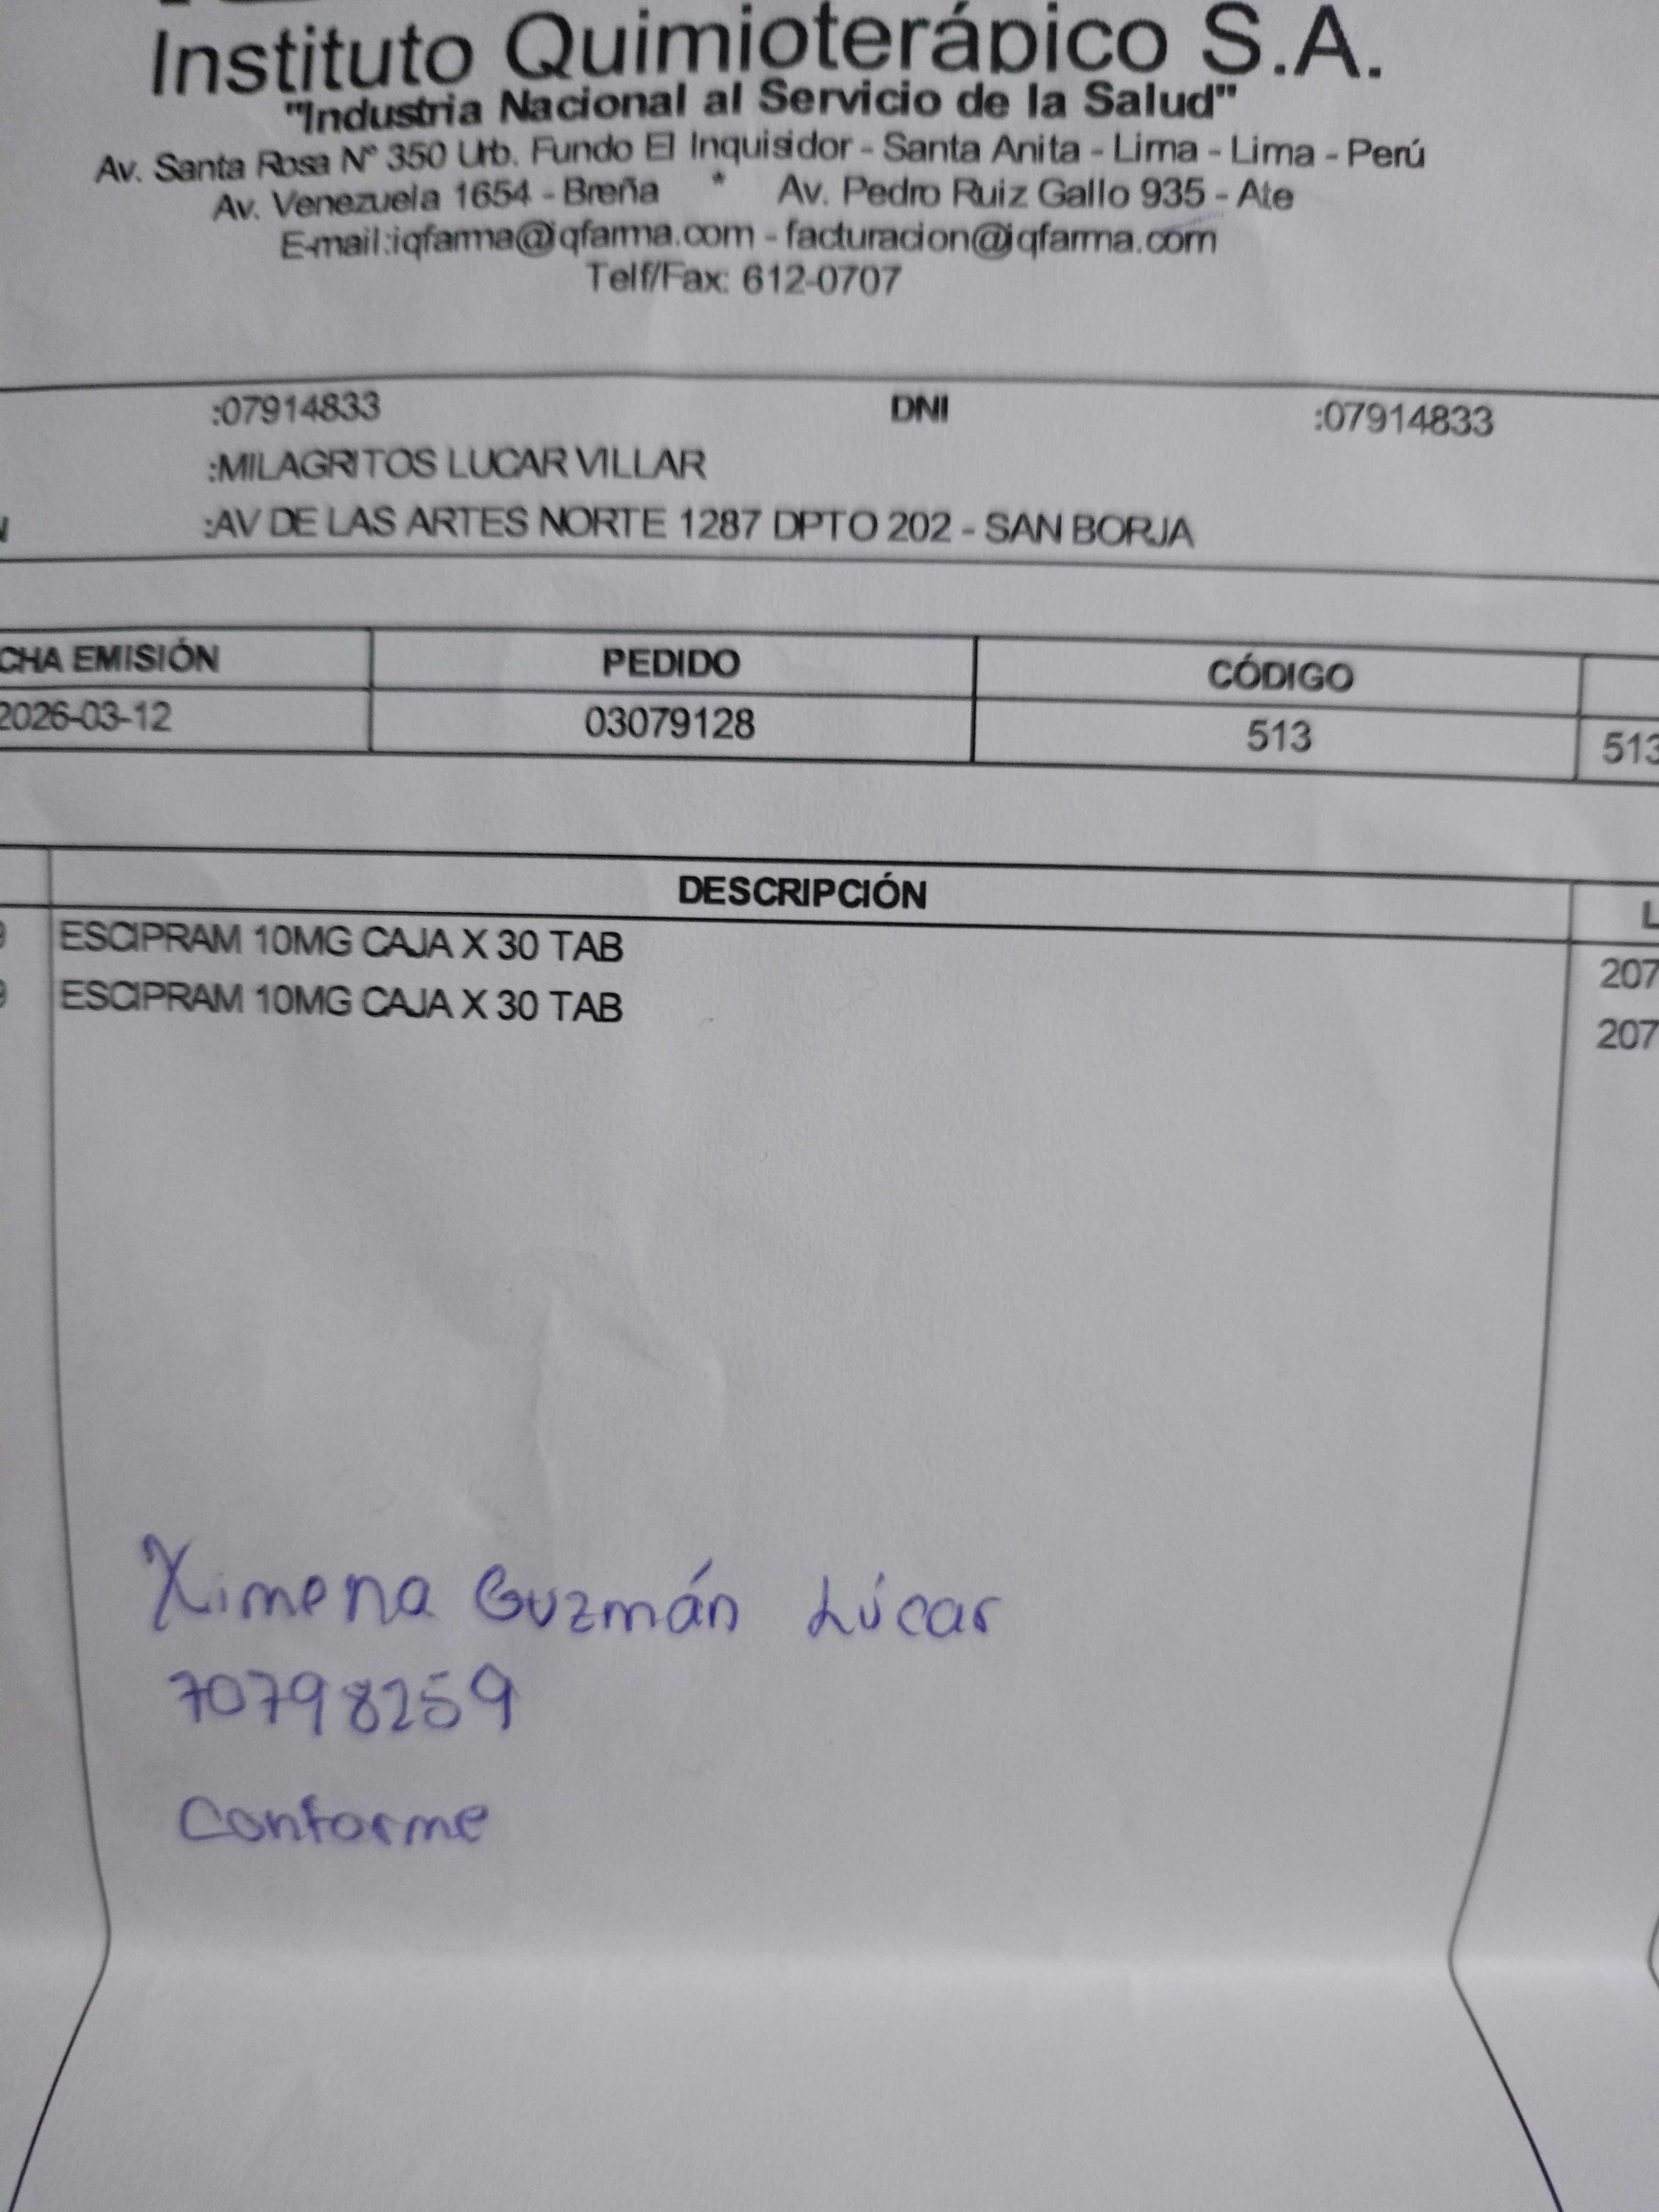 Instituto Quimioterápico S.A.
"Industria Nacional al Servicio de la Salud"
Av. Santa Rosa N° 350 Urb. Fundo El Inquisidor - Santa Anita - Lima - Lima - Perú
Av. Venezuela 1654 - Breña * Av. Pedro Ruiz Gallo 935 - Ate
E-mail:iqfarma@iqfarma.com - facturacion@iqfarma.com
Telf/Fax: 612-0707
:07914833 DNI :07914833
:MILAGRITOS LUCAR VILLAR
:AV DE LAS ARTES NORTE 1287 DPTO 202 - SAN BORJA
CHA EMISIÓN PEDIDO CÓDIGO
2026-03-12 03079128 513 513
DESCRIPCIÓN L
9 ESCIPRAM 10MG CAJA X 30 TAB 207
9 ESCIPRAM 10MG CAJA X 30 TAB 207
Ximena Guzmán Lúcar
70798259
Conforme